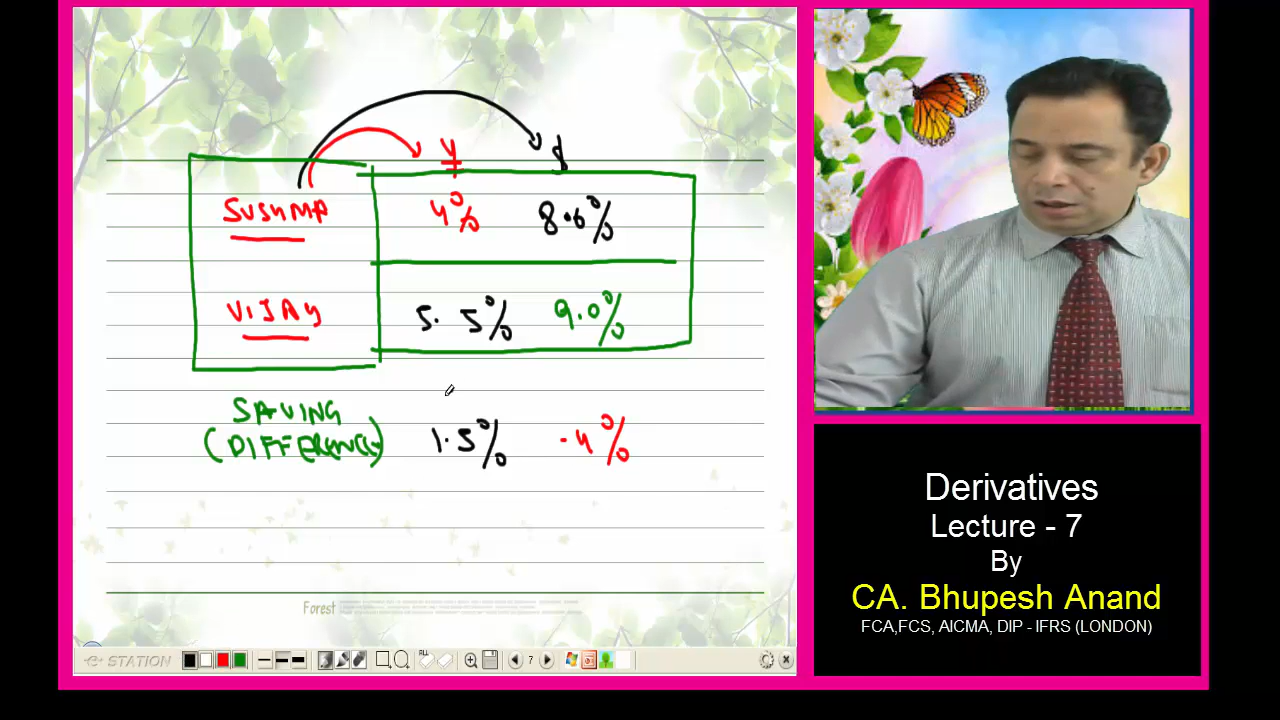 ¥ $
SUSHMA 4% 8.6%
VIJAY 5.5% 9.0%
SAVING
(DIFFERENCE) 1.5% .4%
Forest
e-STATION
ALL
7
Derivatives
Lecture - 7
By
CA. Bhupesh Anand
FCA,FCS, AICMA, DIP - IFRS (LONDON)